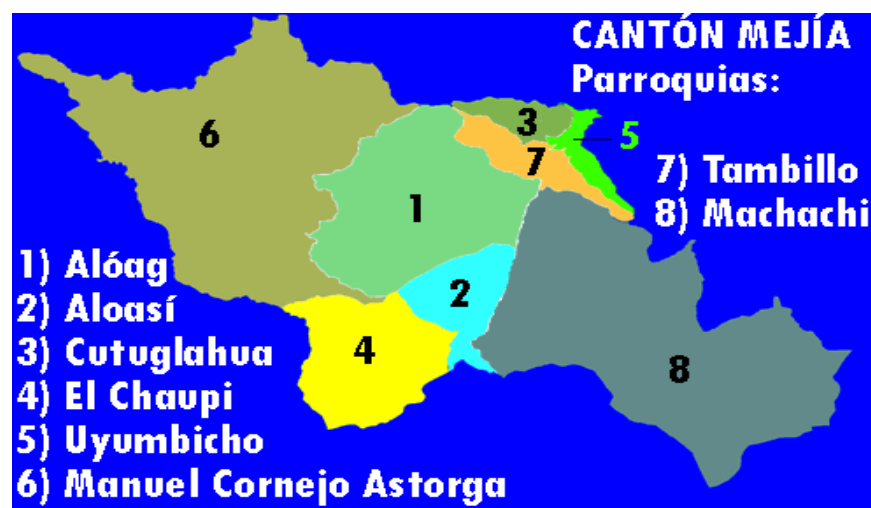 CANTÓN MEJÍA
Parroquias:
6
3
5
7
7) Tambillo
1
8) Machachi
1) Alóag
2
2) Aloasí
3) Cutuglahua
4
8
4) El Chaupi
5) Uyumbicho
6) Manuel Cornejo Astorga